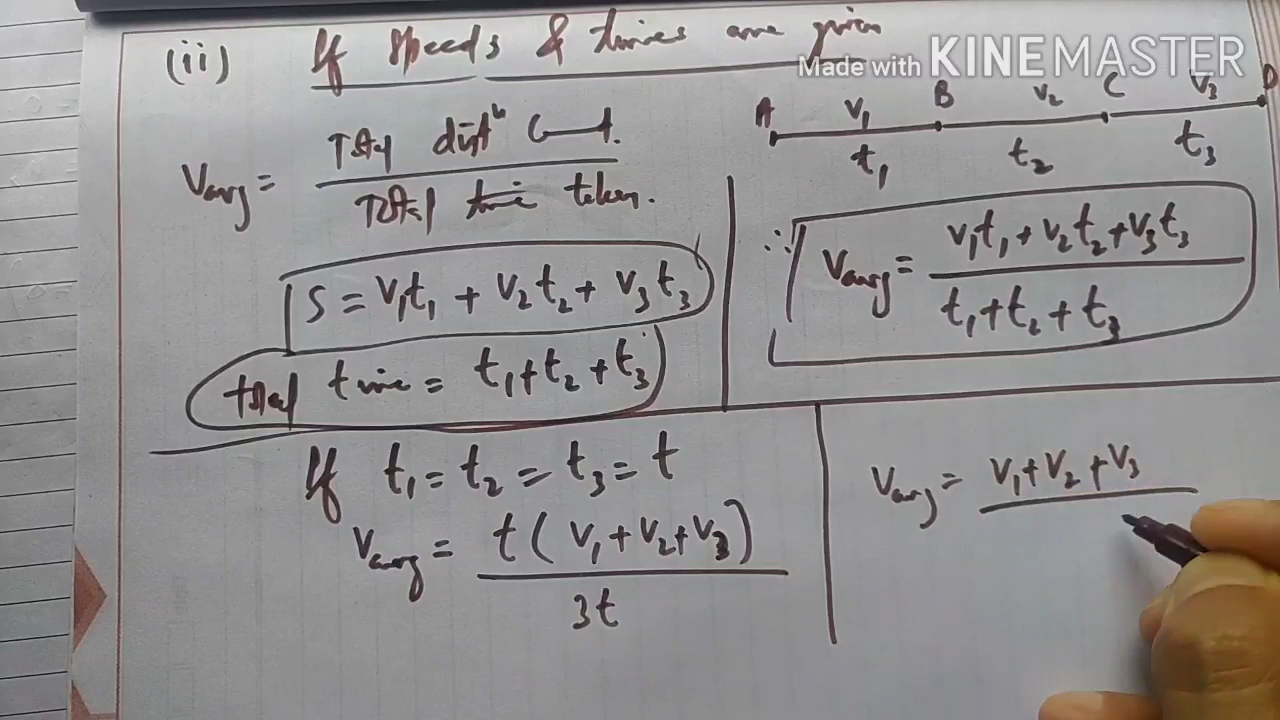 (ii) If speeds & times are given
Made with KINEMASTER
A V₁ B V₂ C V₃ D
t₁ t₂ t₃
Vavg = Total distⁿ / Total time taken.
S = V₁t₁ + V₂t₂ + V₃t₃
total time = t₁+t₂+t₃
∴ Vavg = V₁t₁+V₂t₂+V₃t₃ / t₁+t₂+t₃
If t₁ = t₂ = t₃ = t
Vavg = t(V₁+V₂+V₃) / 3t
Vavg = V₁+V₂+V₃